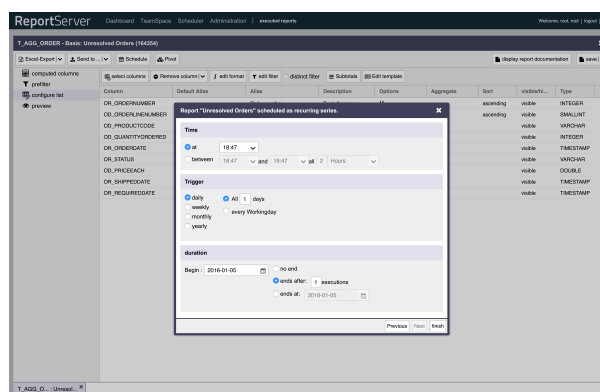 ReportServer Dashboard TeamSpace Scheduler Administration executed reports Welcome, root, root | logout |
T_AGG_ORDER - Basis: Unresolved Orders (164354)
Excel-Export Send to ... Schedule Pivot display report documentation save
computed columns
prefilter
configure list
preview
select columns Remove column edit format edit filter distinct filter Subtotals Edit template
Column Default Alias Alias Description Options Aggregate Sort visible/hi... Type
OR_ORDERNUMBER ascending visible INTEGER
OD_ORDERLINENUMBER ascending visible SMALLINT
OD_PRODUCTCODE visible VARCHAR
OD_QUANTITYORDERED visible INTEGER
OR_ORDERDATE visible TIMESTAMP
OR_STATUS visible VARCHAR
OD_PRICEEACH visible DOUBLE
OR_SHIPPEDDATE visible TIMESTAMP
OR_REQUIREDDATE visible TIMESTAMP
Report "Unresolved Orders" scheduled as recurring series.
Time
at 18:47
between 18:47 and 19:47 all 2 Hours
Trigger
daily All 1 days
weekly every Workingday
monthly
yearly
duration
Begin : 2016-01-05 no end
ends after: 1 executions
ends at: 2016-01-05
Previous Next finish
T_AGG_O... : Unresol...